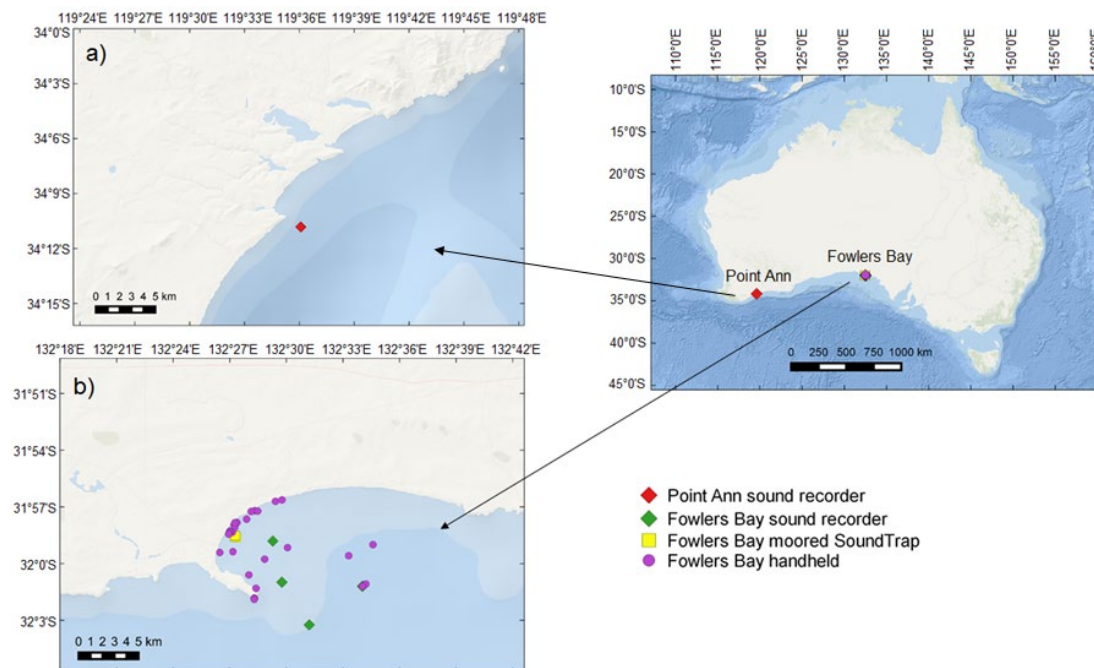 119°24'E 119°27'E 119°30'E 119°33'E 119°36'E 119°39'E 119°42'E 119°45'E 119°48'E
34°0'S
34°3'S
34°6'S
34°9'S
34°12'S
34°15'S
a)
0 1 2 3 4 5 km
132°18'E 132°21'E 132°24'E 132°27'E 132°30'E 132°33'E 132°36'E 132°39'E 132°42'E
31°51'S
31°54'S
31°57'S
32°0'S
32°3'S
b)
0 1 2 3 4 5 km
110°0'E 115°0'E 120°0'E 125°0'E 130°0'E 135°0'E 140°0'E 145°0'E 150°0'E 155°0'E
10°0'S
15°0'S
20°0'S
25°0'S
30°0'S
35°0'S
40°0'S
45°0'S
Fowlers Bay
Point Ann
0 250 500 750 1000 km
Point Ann sound recorder
Fowlers Bay sound recorder
Fowlers Bay moored SoundTrap
Fowlers Bay handheld